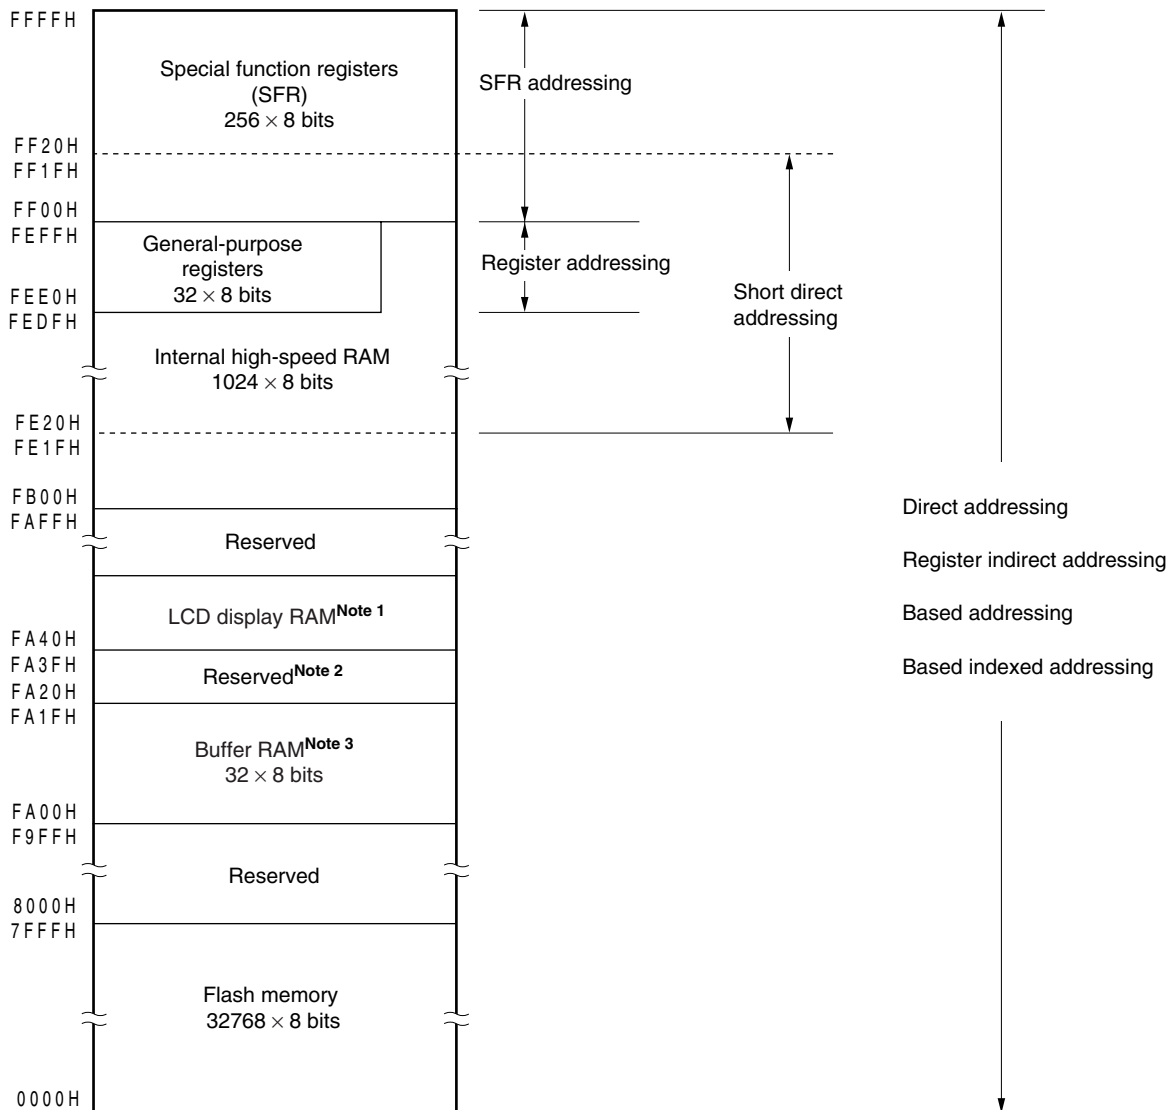 FFFFH
Special function registers
(SFR)
256 × 8 bits
SFR addressing
FF20H
FF1FH
FF00H
FEFFH
General-purpose
registers
32 × 8 bits
Register addressing
Short direct
addressing
FEE0H
FEDFH
Internal high-speed RAM
1024 × 8 bits
FE20H
FE1FH
FB00H
FAFFH
Reserved
Direct addressing
Register indirect addressing
Based addressing
Based indexed addressing
LCD display RAMNote 1
FA40H
FA3FH
ReservedNote 2
FA20H
FA1FH
Buffer RAMNote 3
32 × 8 bits
FA00H
F9FFH
Reserved
8000H
7FFFH
Flash memory
32768 × 8 bits
0000H